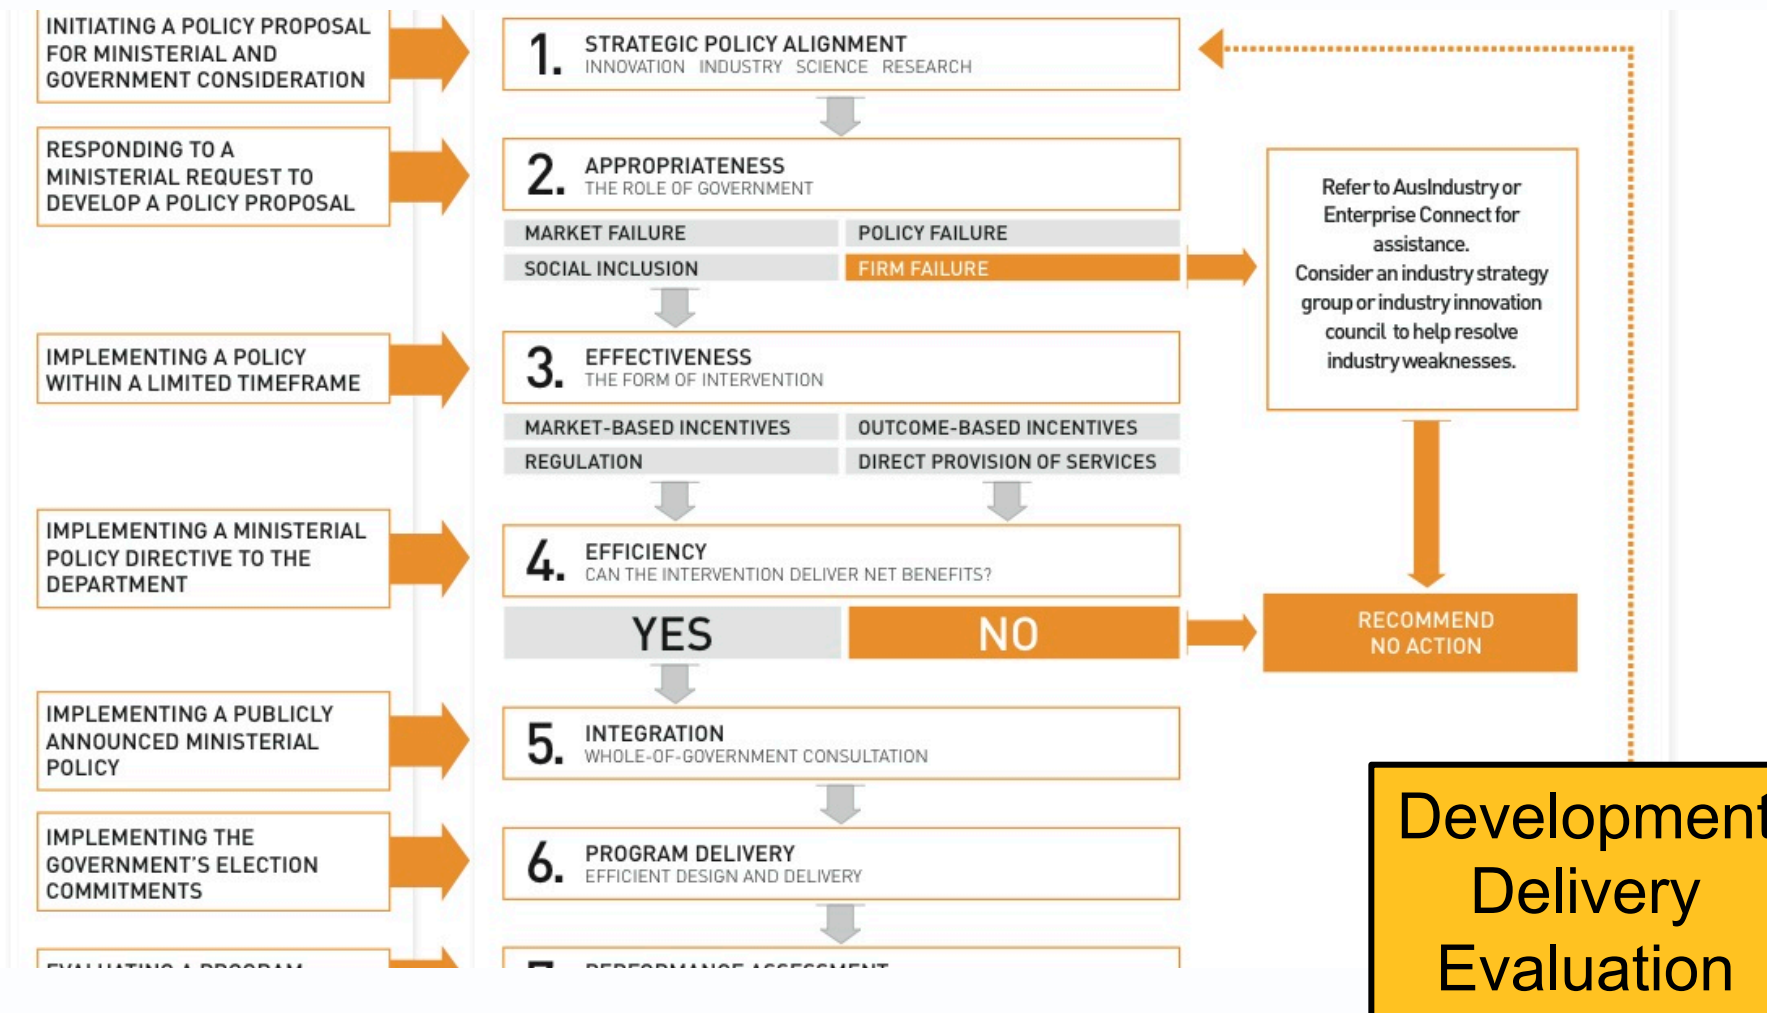 INITIATING A POLICY PROPOSAL
FOR MINISTERIAL AND
GOVERNMENT CONSIDERATION
1. STRATEGIC POLICY ALIGNMENT
INNOVATION INDUSTRY SCIENCE RESEARCH
RESPONDING TO A
MINISTERIAL REQUEST TO
DEVELOP A POLICY PROPOSAL
2. APPROPRIATENESS
THE ROLE OF GOVERNMENT
MARKET FAILURE
POLICY FAILURE
SOCIAL INCLUSION
FIRM FAILURE
Refer to AusIndustry or
Enterprise Connect for
assistance.
Consider an industry strategy
group or industry innovation
council to help resolve
industry weaknesses.
IMPLEMENTING A POLICY
WITHIN A LIMITED TIMEFRAME
3. EFFECTIVENESS
THE FORM OF INTERVENTION
MARKET-BASED INCENTIVES
OUTCOME-BASED INCENTIVES
REGULATION
DIRECT PROVISION OF SERVICES
IMPLEMENTING A MINISTERIAL
POLICY DIRECTIVE TO THE
DEPARTMENT
4. EFFICIENCY
CAN THE INTERVENTION DELIVER NET BENEFITS?
YES
NO
RECOMMEND
NO ACTION
IMPLEMENTING A PUBLICLY
ANNOUNCED MINISTERIAL
POLICY
5. INTEGRATION
WHOLE-OF-GOVERNMENT CONSULTATION
IMPLEMENTING THE
GOVERNMENT'S ELECTION
COMMITMENTS
6. PROGRAM DELIVERY
EFFICIENT DESIGN AND DELIVERY
EVALUATING A PROGRAM
7. PERFORMANCE ASSESSMENT
Development
Delivery
Evaluation